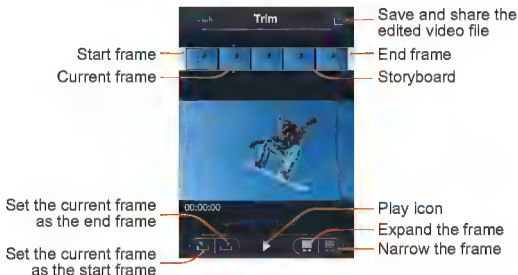 Trim
Save and share the
edited video file
Start frame
End frame
Current frame
Storyboard
00:00:00
Set the current frame
as the end frame
Play icon
Expand the frame
Set the current frame
as the start frame
Narrow the frame